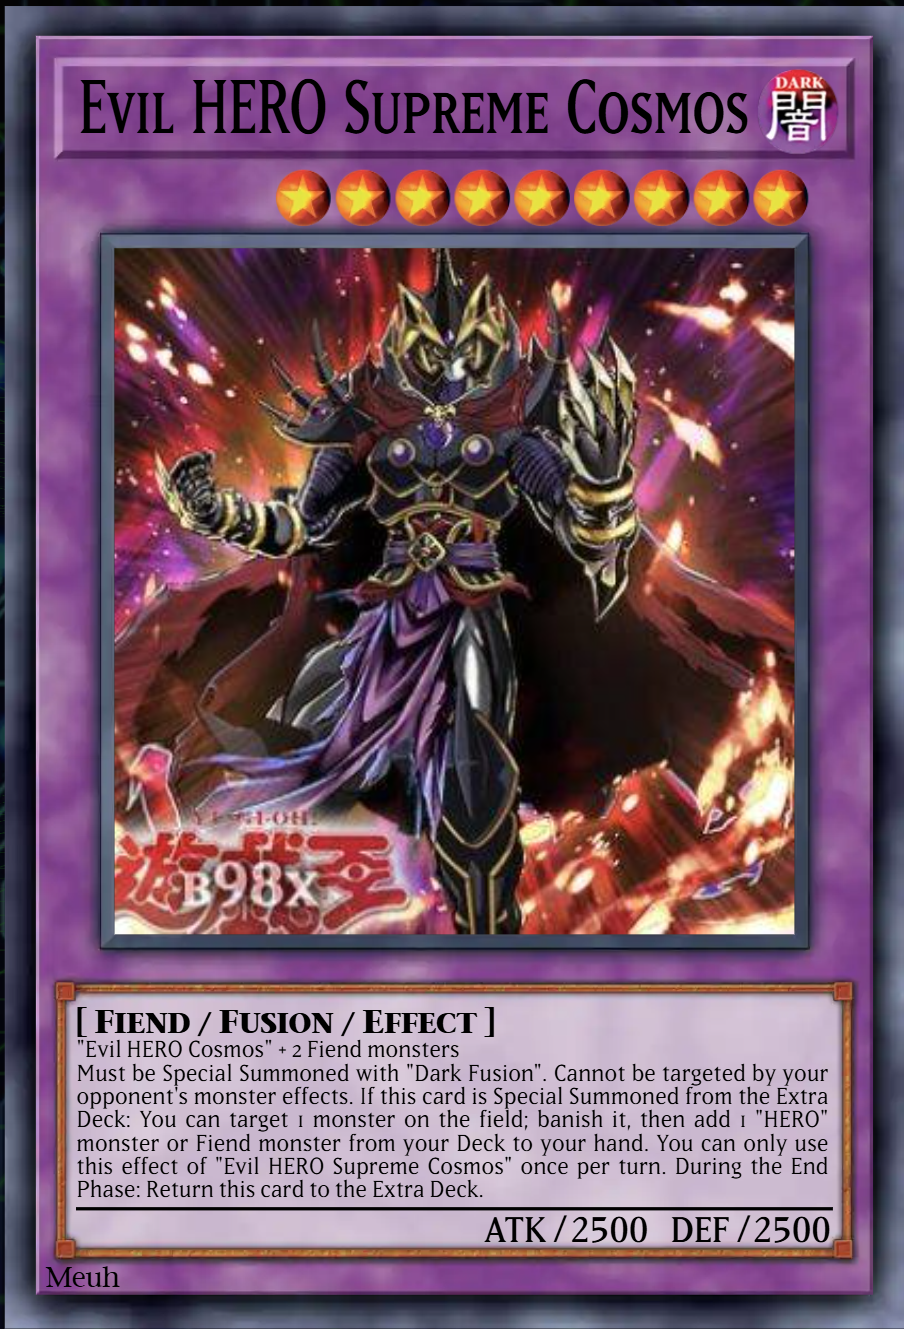 Evil HERO Supreme Cosmos
DARK
闇
YU-GI-OH!
遊戯王
B98X
[ Fiend / Fusion / Effect ]
"Evil HERO Cosmos" + 2 Fiend monsters
Must be Special Summoned with "Dark Fusion". Cannot be targeted by your
opponent's monster effects. If this card is Special Summoned from the Extra
Deck: You can target 1 monster on the field; banish it, then add 1 "HERO"
monster or Fiend monster from your Deck to your hand. You can only use
this effect of "Evil HERO Supreme Cosmos" once per turn. During the End
Phase: Return this card to the Extra Deck.
ATK / 2500 DEF / 2500
Meuh